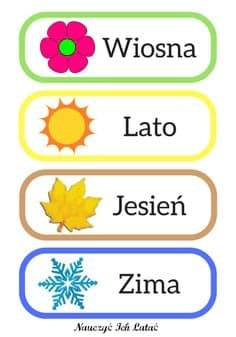 Wiosna
Lato
Jesień
Zima
Nauczyć Ich Latać